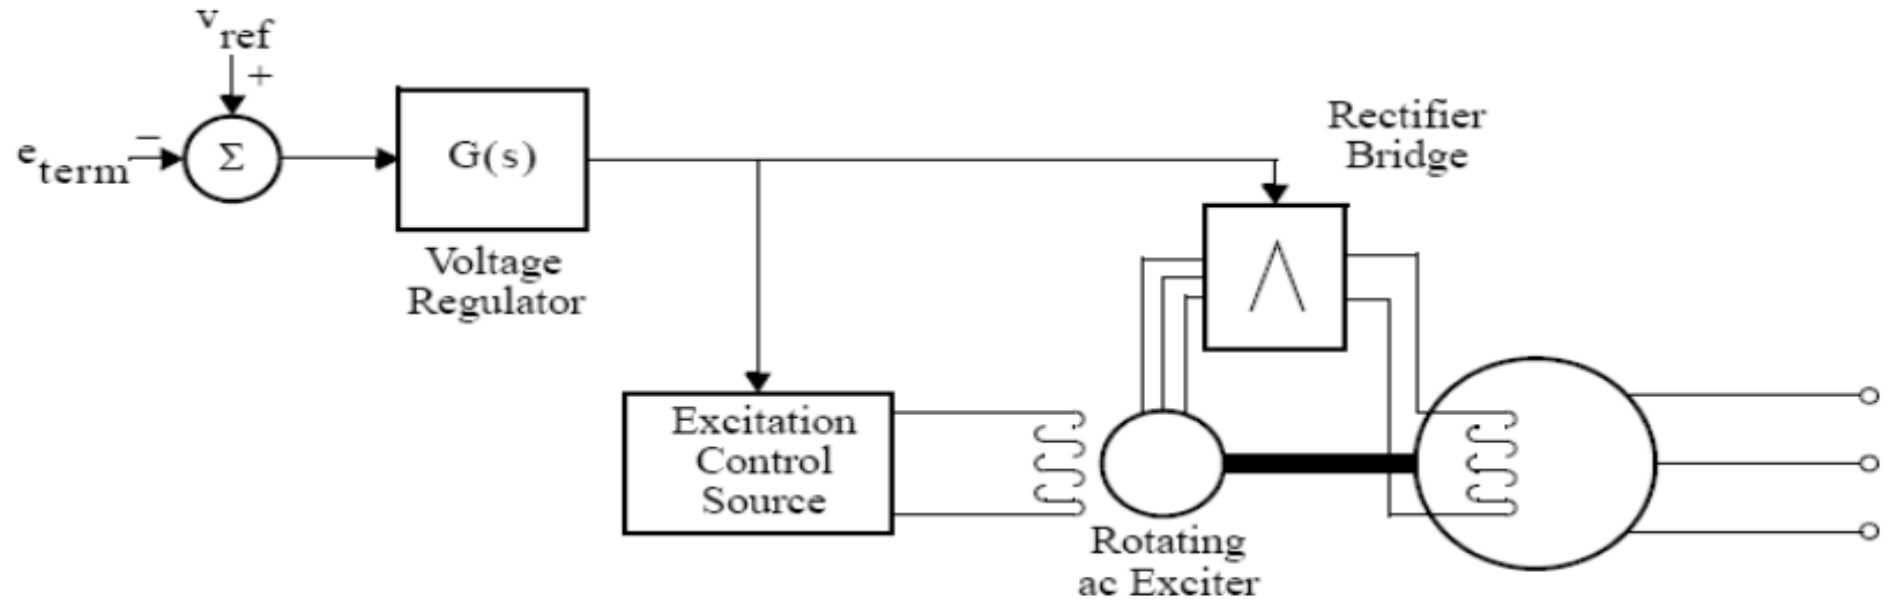 v_ref
+
−
e_term
Σ
G(s)
Voltage
Regulator
Rectifier
Bridge
Excitation
Control
Source
Rotating
ac Exciter